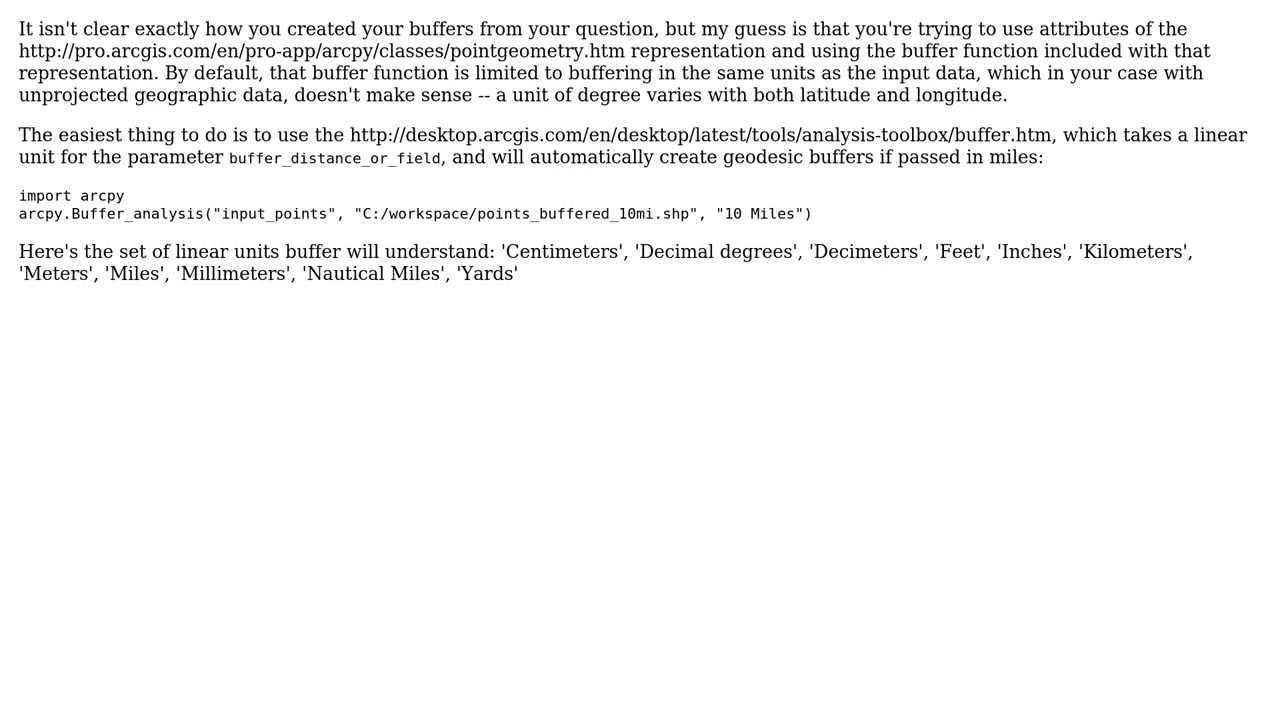 It isn't clear exactly how you created your buffers from your question, but my guess is that you're trying to use attributes of the
http://pro.arcgis.com/en/pro-app/arcpy/classes/pointgeometry.htm representation and using the buffer function included with that
representation. By default, that buffer function is limited to buffering in the same units as the input data, which in your case with
unprojected geographic data, doesn't make sense -- a unit of degree varies with both latitude and longitude.
The easiest thing to do is to use the http://desktop.arcgis.com/en/desktop/latest/tools/analysis-toolbox/buffer.htm, which takes a linear
unit for the parameter buffer_distance_or_field, and will automatically create geodesic buffers if passed in miles:
import arcpy
arcpy.Buffer_analysis("input_points", "C:/workspace/points_buffered_10mi.shp", "10 Miles")
Here's the set of linear units buffer will understand: 'Centimeters', 'Decimal degrees', 'Decimeters', 'Feet', 'Inches', 'Kilometers',
'Meters', 'Miles', 'Millimeters', 'Nautical Miles', 'Yards'